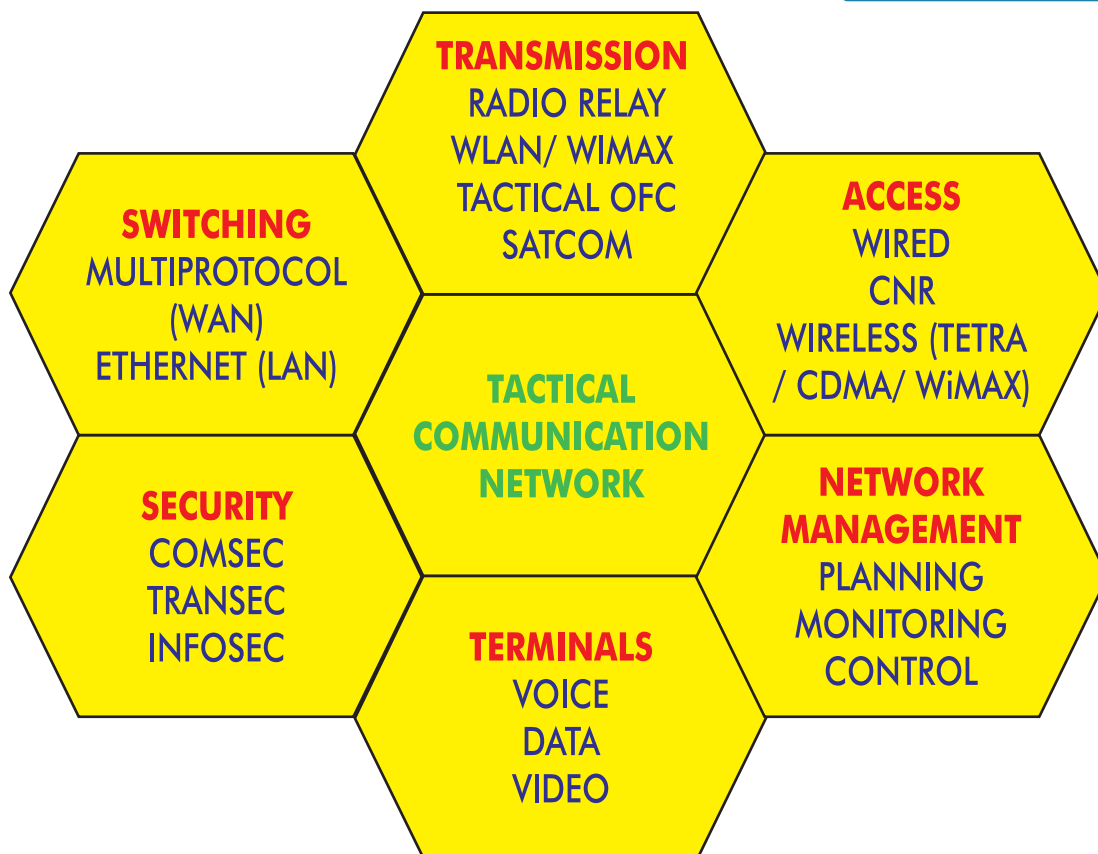 TRANSMISSION
RADIO RELAY
WLAN/ WIMAX
TACTICAL OFC
SATCOM
SWITCHING
MULTIPROTOCOL
(WAN)
ETHERNET (LAN)
ACCESS
WIRED
CNR
WIRELESS (TETRA
/ CDMA/ WiMAX)
TACTICAL
COMMUNICATION
NETWORK
SECURITY
COMSEC
TRANSEC
INFOSEC
NETWORK
MANAGEMENT
PLANNING
MONITORING
CONTROL
TERMINALS
VOICE
DATA
VIDEO